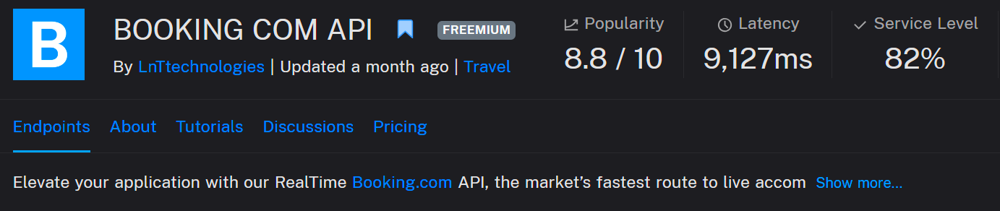 B
BOOKING COM API FREEMIUM
By LnTtechnologies | Updated a month ago | Travel
Popularity
8.8 / 10
Latency
9,127ms
Service Level
82%
Endpoints About Tutorials Discussions Pricing
Elevate your application with our RealTime Booking.com API, the market’s fastest route to live accom Show more...